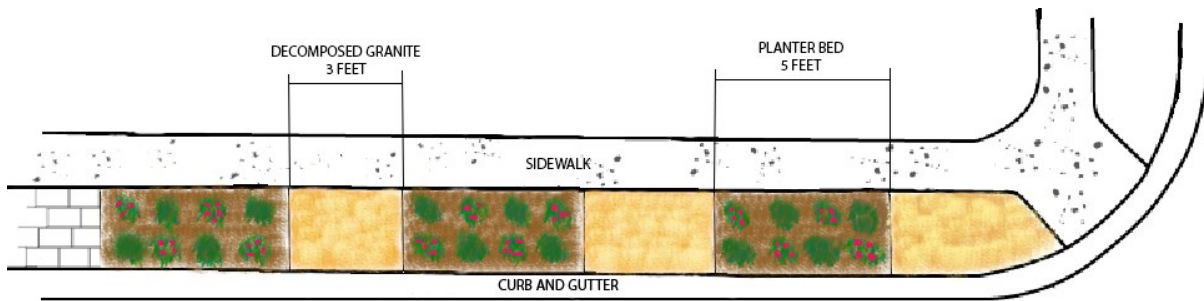 DECOMPOSED GRANITE
3 FEET
PLANTER BED
5 FEET
SIDEWALK
CURB AND GUTTER